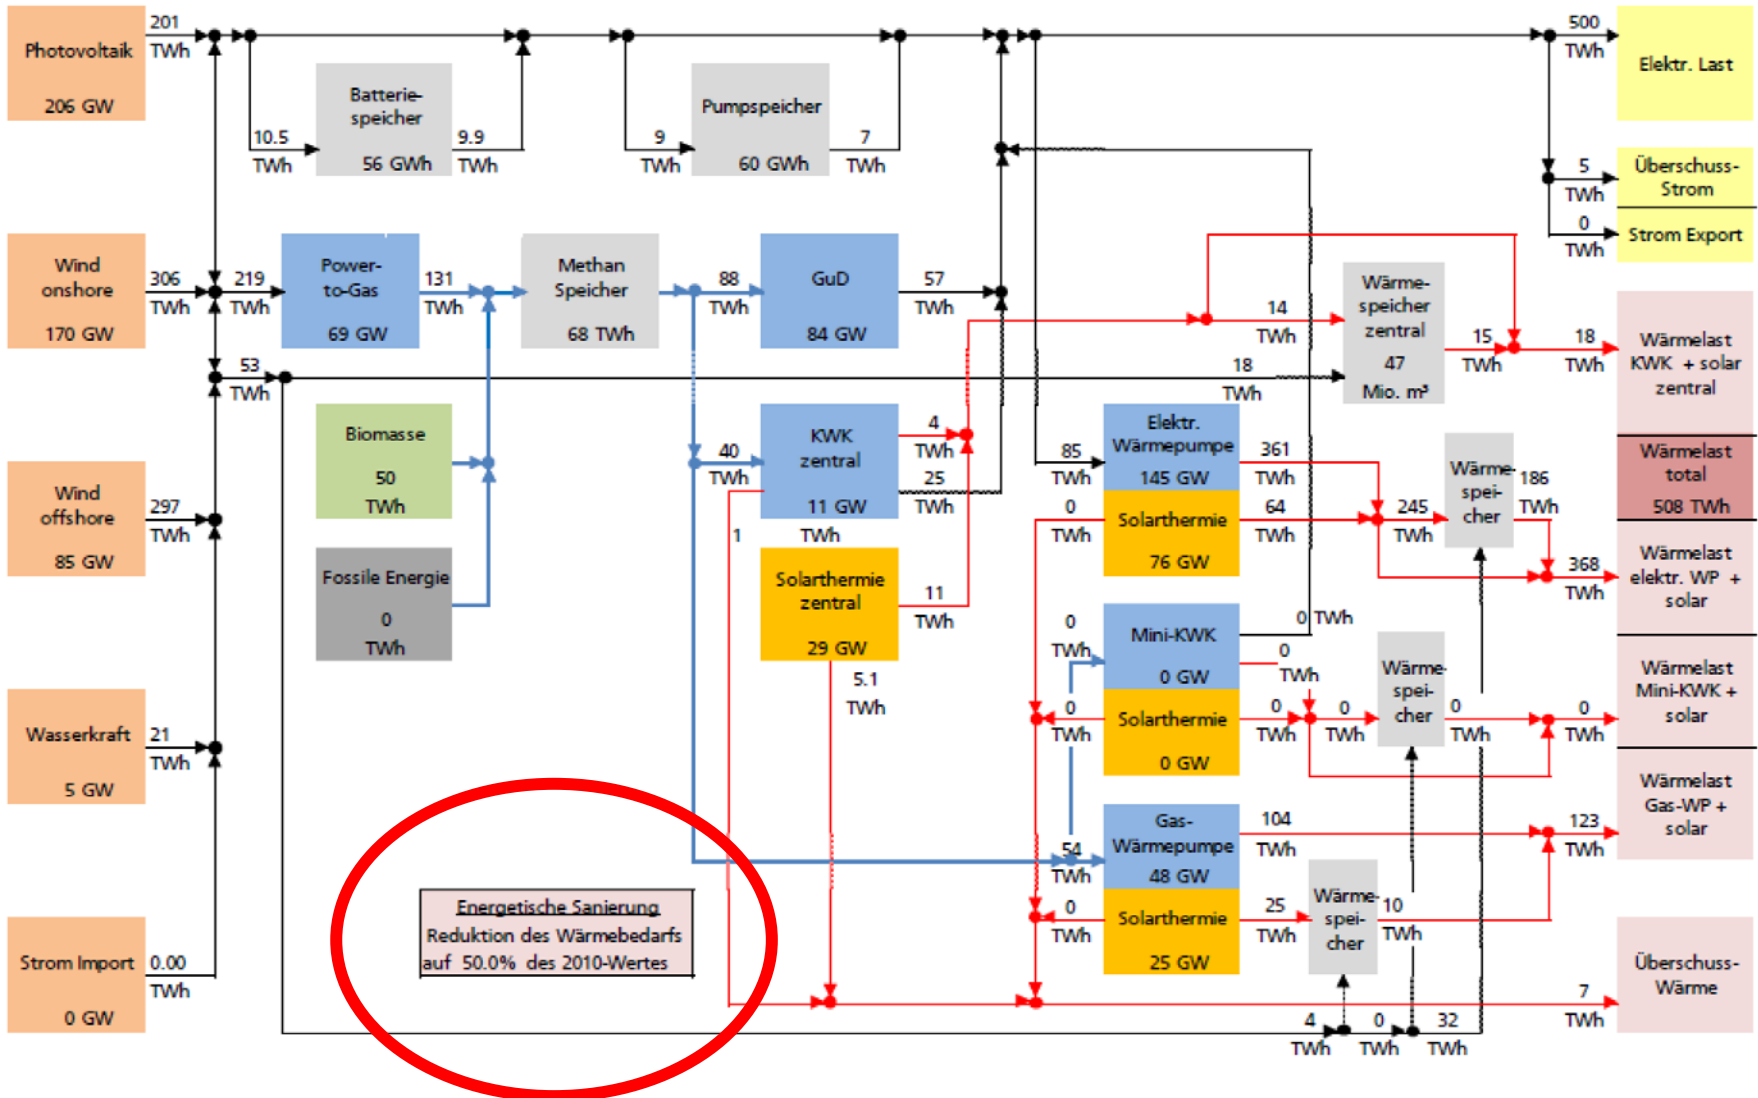 Photovoltaik
206 GW
201
TWh
Batterie-
speicher
56 GWh
10.5
TWh
9.9
TWh
Pumpspeicher
60 GWh
9
TWh
7
TWh
500
TWh
Elektr. Last
5
TWh
Überschuss-
Strom
0
TWh
Strom Export
Wind
onshore
170 GW
306
TWh
219
TWh
Power-
to-Gas
69 GW
131
TWh
Methan
Speicher
68 TWh
88
TWh
GuD
84 GW
57
TWh
14
TWh
Wärme-
speicher
zentral
47
Mio. m³
15
TWh
18
TWh
Wärmelast
KWK + solar
zentral
53
TWh
18
TWh
Biomasse
50
TWh
40
TWh
KWK
zentral
11 GW
4
TWh
25
TWh
1
TWh
85
TWh
Elektr.
Wärmepumpe
145 GW
361
TWh
Wärme-
spei-
cher
186
TWh
Wärmelast
total
508 TWh
Wind
offshore
85 GW
297
TWh
0
TWh
Solarthermie
76 GW
64
TWh
245
TWh
368
TWh
Wärmelast
elektr. WP +
solar
Fossile Energie
0
TWh
Solarthermie
zentral
29 GW
11
TWh
5.1
TWh
0
TWh
Mini-KWK
0 GW
0 TWh
0
TWh
Wärme-
spei-
cher
Wärmelast
Mini-KWK +
solar
Wasserkraft
5 GW
21
TWh
0
TWh
Solarthermie
0 GW
0
TWh
0
TWh
0
TWh
0
TWh
Wärmelast
Gas-WP +
solar
54
TWh
Gas-
Wärmepumpe
48 GW
104
TWh
123
TWh
Energetische Sanierung
Reduktion des Wärmebedarfs
auf 50.0% des 2010-Wertes
0
TWh
Solarthermie
25 GW
25
TWh
Wärme-
spei-
cher
10
TWh
Strom Import
0 GW
0.00
TWh
7
TWh
Überschuss-
Wärme
4
TWh
0
TWh
32
TWh